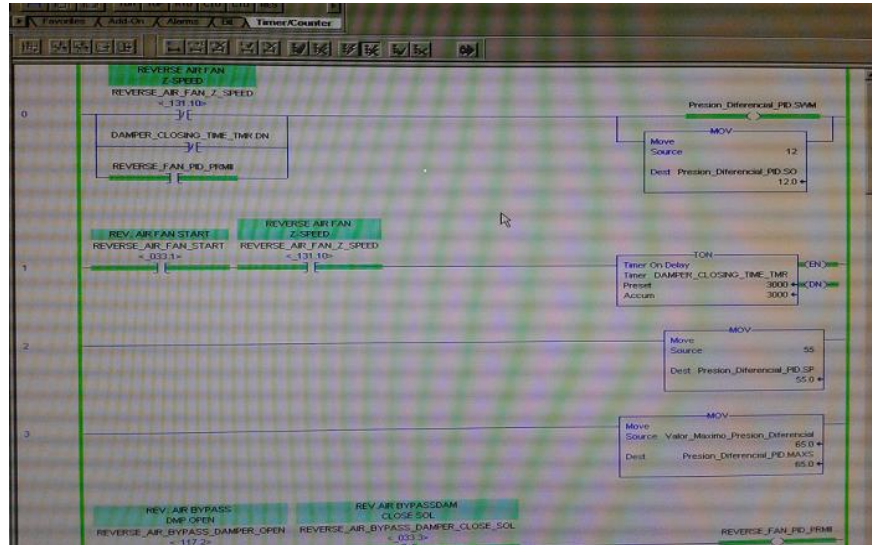 Favorites Add-On Alarms Bit Timer/Counter
REVERSE AIR FAN
Z-SPEED
REVERSE_AIR_FAN_Z_SPEED
<_131.10>
0
Presion_Diferencial_PID.SWM
DAMPER_CLOSING_TIME_TMR.DN
MOV
Move
Source 12
REVERSE_FAN_PID_PRMII
Dest Presion_Diferencial_PID.SO
12.0
REV. AIR FAN START
REVERSE_AIR_FAN_START
<_033.1>
REVERSE AIR FAN
Z-SPEED
REVERSE_AIR_FAN_Z_SPEED
<_131.10>
1
TON
Timer On Delay
Timer DAMPER_CLOSING_TIME_TMR
Preset 3000
Accum 3000
EN
DN
2
MOV
Move
Source 55
Dest Presion_Diferencial_PID.SP
55.0
3
MOV
Move
Source Valor_Maximo_Presion_Diferencial
65.0
Dest Presion_Diferencial_PID.MAXS
65.0
REV. AIR BYPASS
DMP OPEN
REVERSE_AIR_BYPASS_DAMPER_OPEN
<_117.2>
REV AIR BYPASSDAM
CLOSE SOL
REVERSE_AIR_BYPASS_DAMPER_CLOSE_SOL
<_033.3>